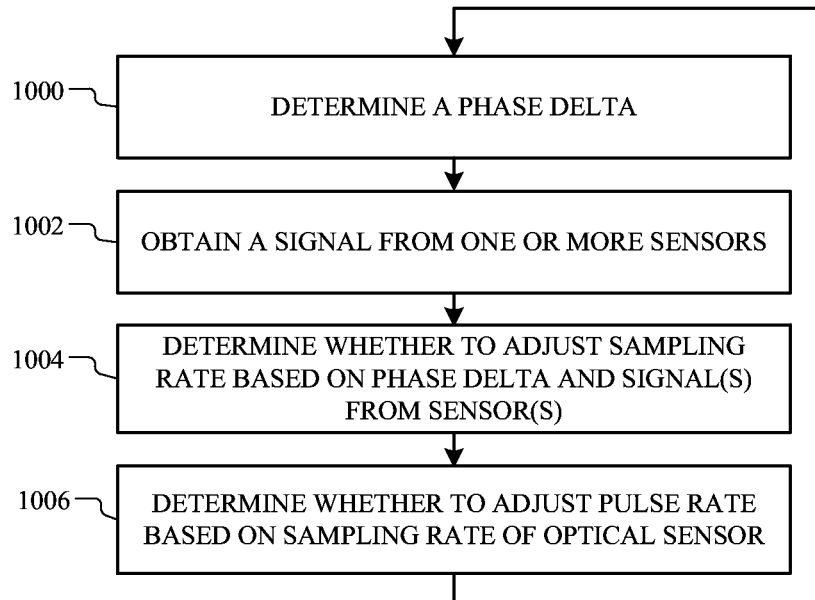 1000
DETERMINE A PHASE DELTA
1002
OBTAIN A SIGNAL FROM ONE OR MORE SENSORS
1004
DETERMINE WHETHER TO ADJUST SAMPLING
RATE BASED ON PHASE DELTA AND SIGNAL(S)
FROM SENSOR(S)
1006
DETERMINE WHETHER TO ADJUST PULSE RATE
BASED ON SAMPLING RATE OF OPTICAL SENSOR